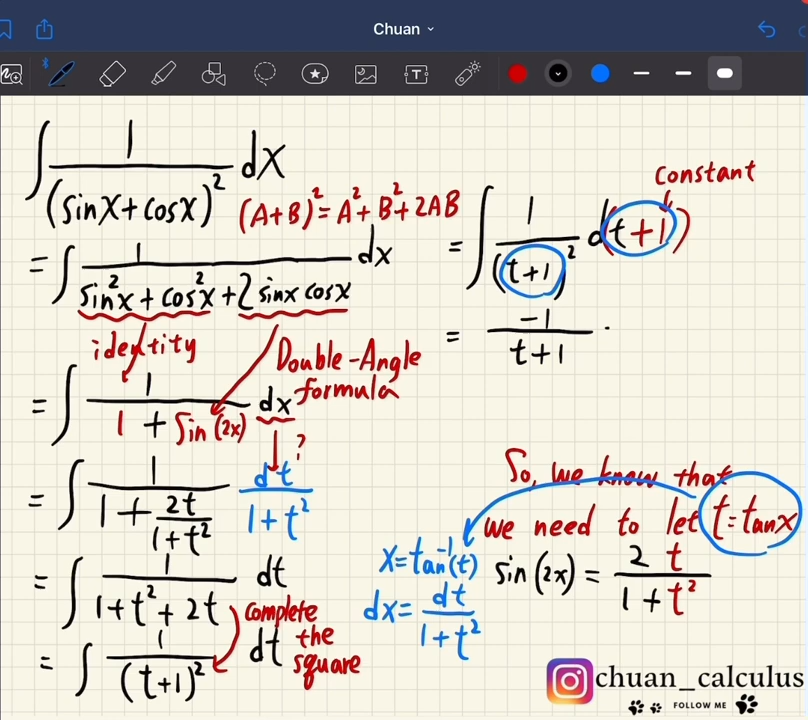 Chuan
∫ 1/(sinx+cosx)² dx
(A+B)²=A²+B²+2AB
= ∫ 1/(sin²x+cos²x+2sinx cosx) dx
identity
Double-Angle
formula
= ∫ 1/(1+sin(2x)) dx
?
= ∫ 1/(1+2t/(1+t²)) dt/(1+t²)
= ∫ 1/(1+t²+2t) dt
complete
the
square
= ∫ 1/(t+1)² dt
constant
= ∫ 1/(t+1)² d(t+1)
= -1/(t+1)
So, we know that
we need to let t=tanx
x=tan⁻¹(t)
dx=dt/(1+t²)
sin(2x)=2t/(1+t²)
chuan_calculus
FOLLOW ME